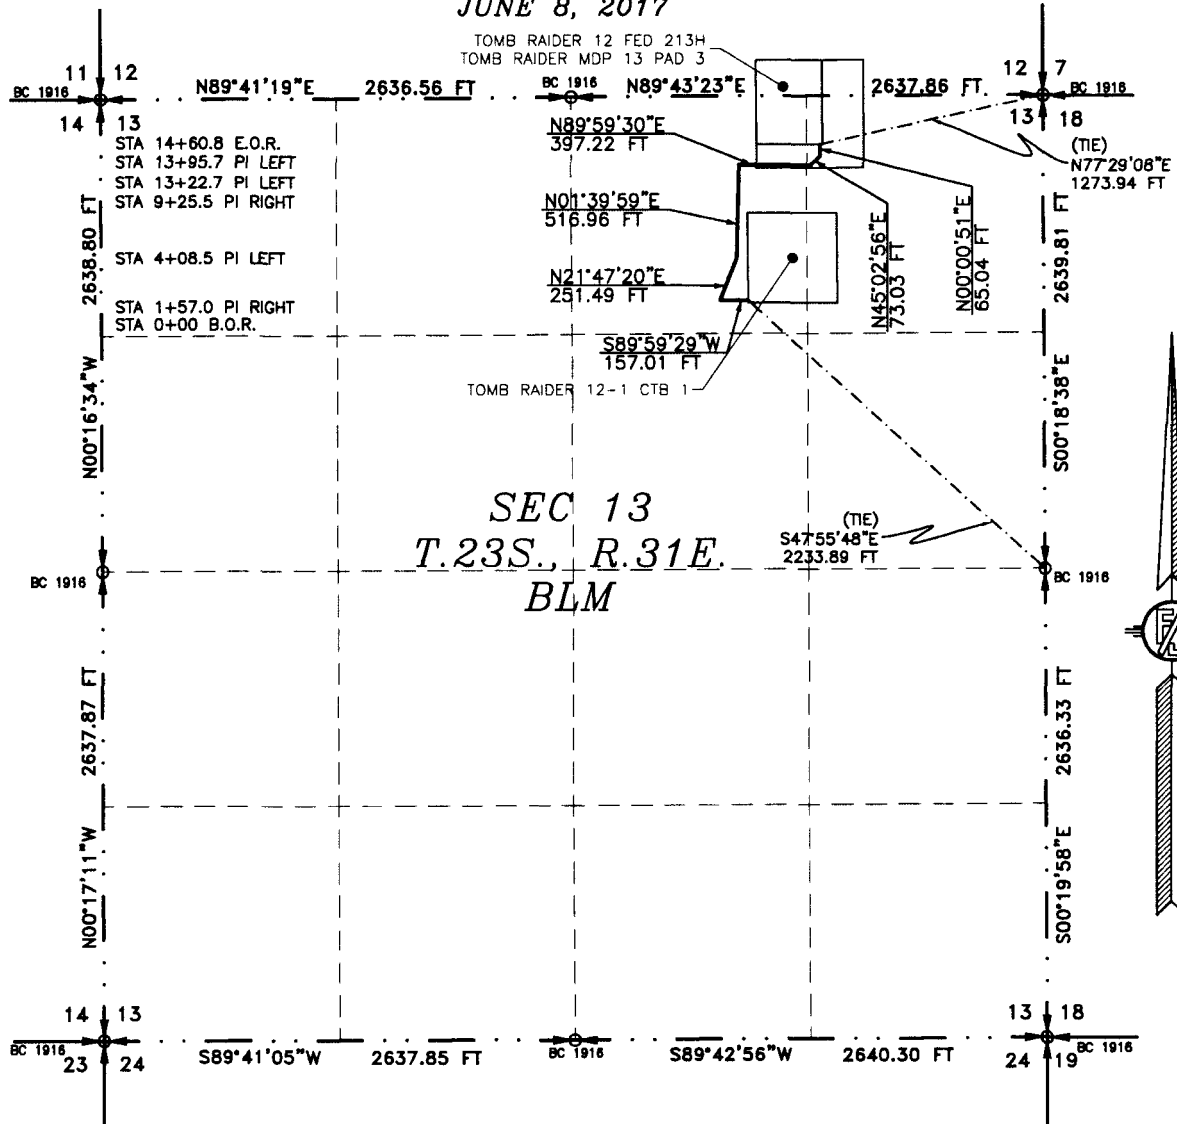 JUNE 8, 2017
TOMB RAIDER 12 FED 213H
TOMB RAIDER MDP 13 PAD 3
11 12
BC 1916
14 13
N89°41'19"E 2636.56 FT
BC 1916
N89°43'23"E 2637.86 FT.
12 7
BC 1916
13 18
STA 14+60.8 E.O.R.
STA 13+95.7 PI LEFT
STA 13+22.7 PI LEFT
STA 9+25.5 PI RIGHT
STA 4+08.5 PI LEFT
STA 1+57.0 PI RIGHT
STA 0+00 B.O.R.
N89°59'30"E
397.22 FT
N01°39'59"E
516.96 FT
N21°47'20"E
251.49 FT
S89°59'29"W
157.01 FT
TOMB RAIDER 12-1 CTB 1
N45°02'56"E
73.03 FT
N00°00'51"E
65.04 FT
(TIE)
N77°29'08"E
1273.94 FT
2638.80 FT
N00°16'34"W
2639.81 FT
S00°18'38"E
SEC 13
T.23S., R.31E.
BLM
(TIE)
S47°55'48"E
2233.89 FT
BC 1916
BC 1916
2637.87 FT
N00°17'11"W
2636.33 FT
S00°19'58"E
14 13
BC 1916
23 24
S89°41'05"W 2637.85 FT
BC 1916
S89°42'56"W 2640.30 FT
13 18
BC 1916
24 19